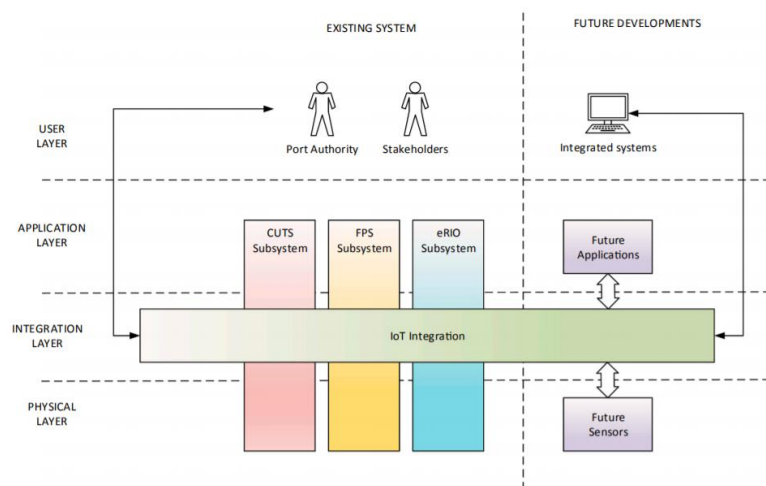 EXISTING SYSTEM
FUTURE DEVELOPMENTS
USER
LAYER
Port Authority
Stakeholders
Integrated systems
APPLICATION
LAYER
CUTS
Subsystem
FPS
Subsystem
eRIO
Subsystem
Future
Applications
INTEGRATION
LAYER
IoT Integration
PHYSICAL
LAYER
Future
Sensors